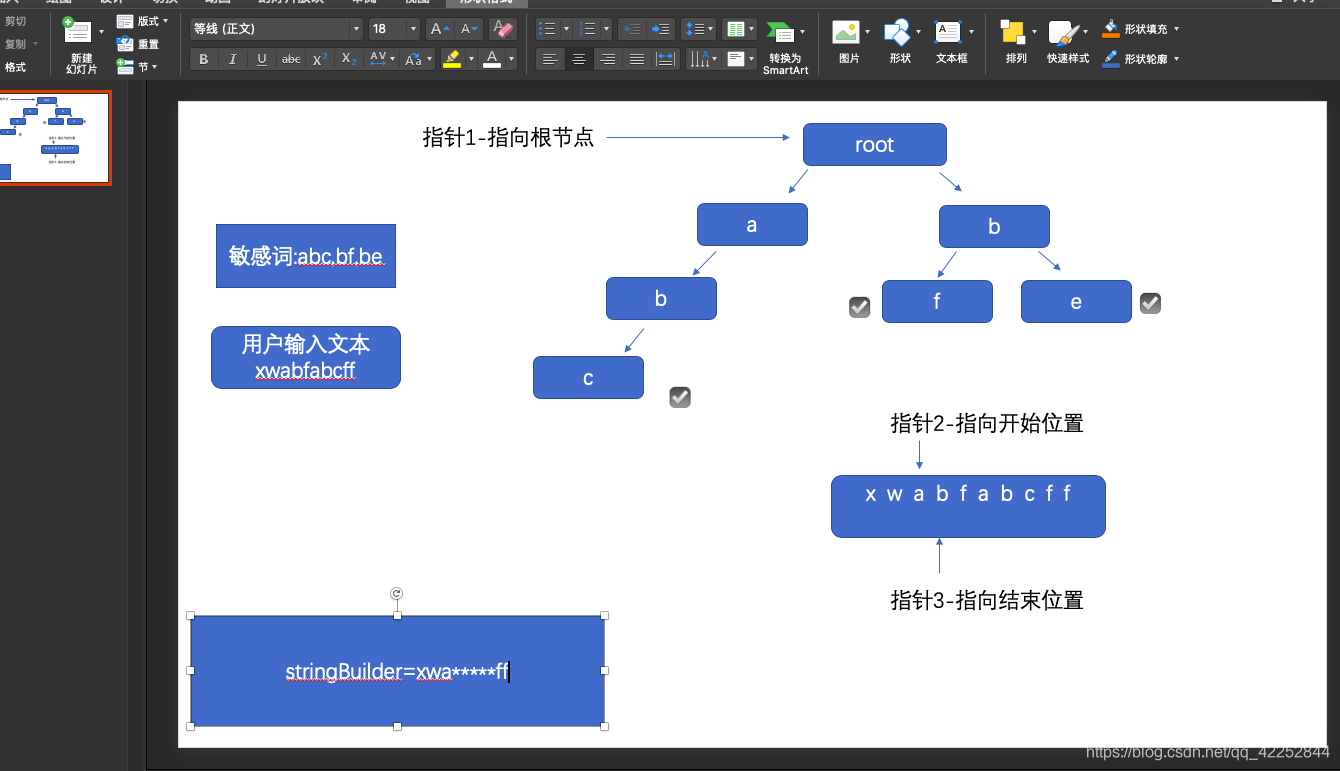 剪切
复制
格式
新建
幻灯片
版式
重置
节
等线 (正文)
18
A
A
A
B
I
U
abc
X²
X₂
AV
Aa
A
转换为
SmartArt
图片
形状
文本框
排列
快速样式
形状填充
形状轮廓
指针1-指向根节点
root
a
b
敏感词:abc,bf,be
b
f
e
用户输入文本
xwabfabcff
c
指针2-指向开始位置
x w a b f a b c f f
指针3-指向结束位置
stringBuilder=xwa*****ff
https://blog.csdn.net/qq_42252844